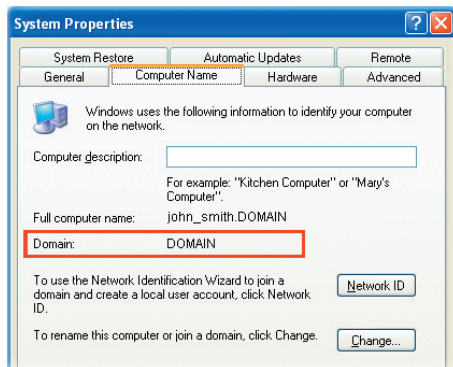 System Properties
System Restore Automatic Updates Remote
General Computer Name Hardware Advanced
Windows uses the following information to identify your computer
on the network.
Computer description:
For example: "Kitchen Computer" or "Mary's
Computer".
Full computer name: john_smith.DOMAIN
Domain: DOMAIN
To use the Network Identification Wizard to join a
domain and create a local user account, click Network
ID.
Network ID
To rename this computer or join a domain, click Change.
Change...